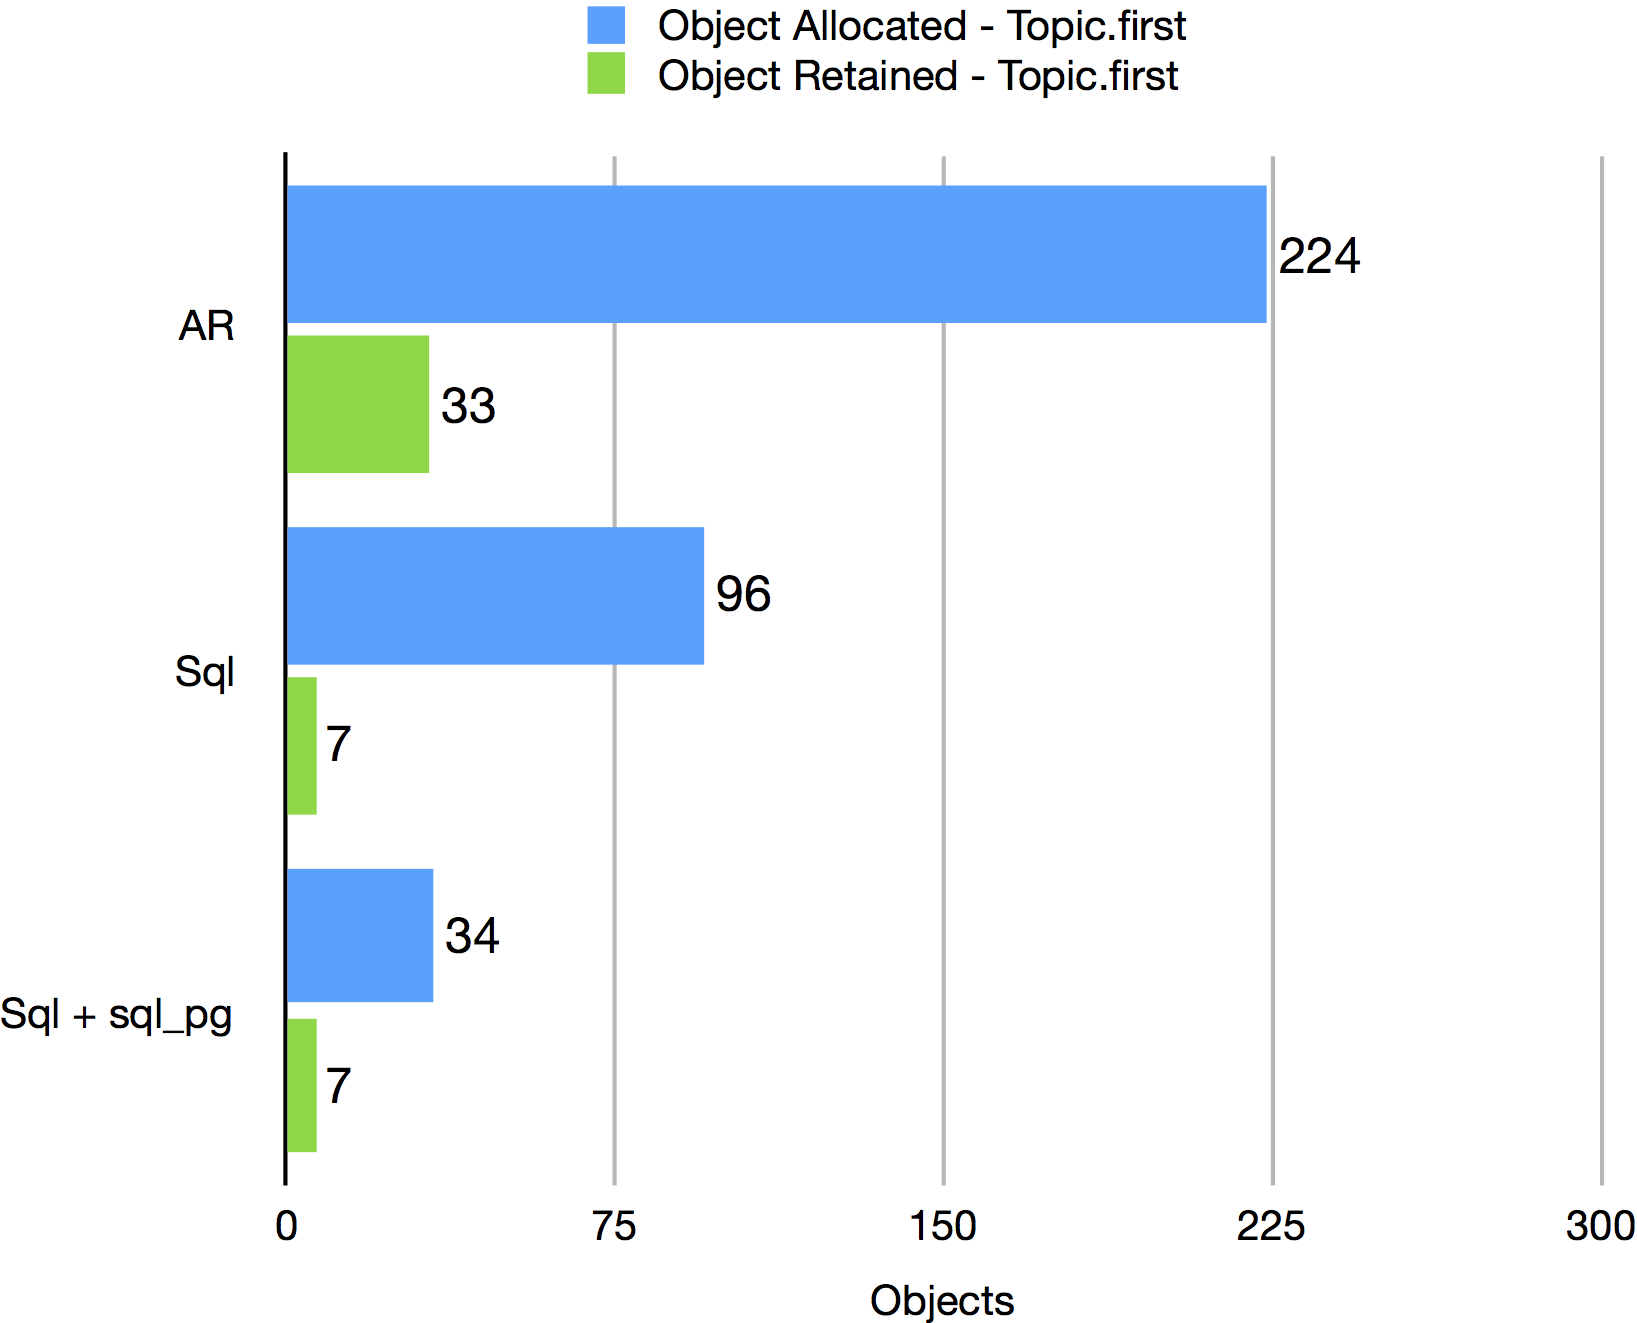 Object Allocated - Topic.first
Object Retained - Topic.first
224
AR
33
96
Sql
7
34
Sql + sql_pg
7
0 75 150 225 300
Objects